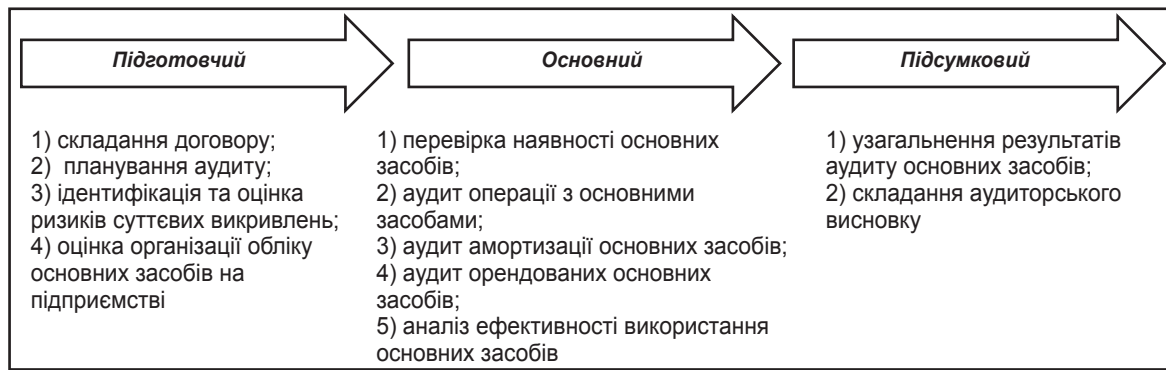 Підготовчий
1) складання договору;
2) планування аудиту;
3) ідентифікація та оцінка
ризиків суттєвих викривлень;
4) оцінка організації обліку
основних засобів на
підприємстві
Основний
1) перевірка наявності основних
засобів;
2) аудит операції з основними
засобами;
3) аудит амортизації основних засобів;
4) аудит орендованих основних
засобів;
5) аналіз ефективності використання
основних засобів
Підсумковий
1) узагальнення результатів
аудиту основних засобів;
2) складання аудиторського
висновку